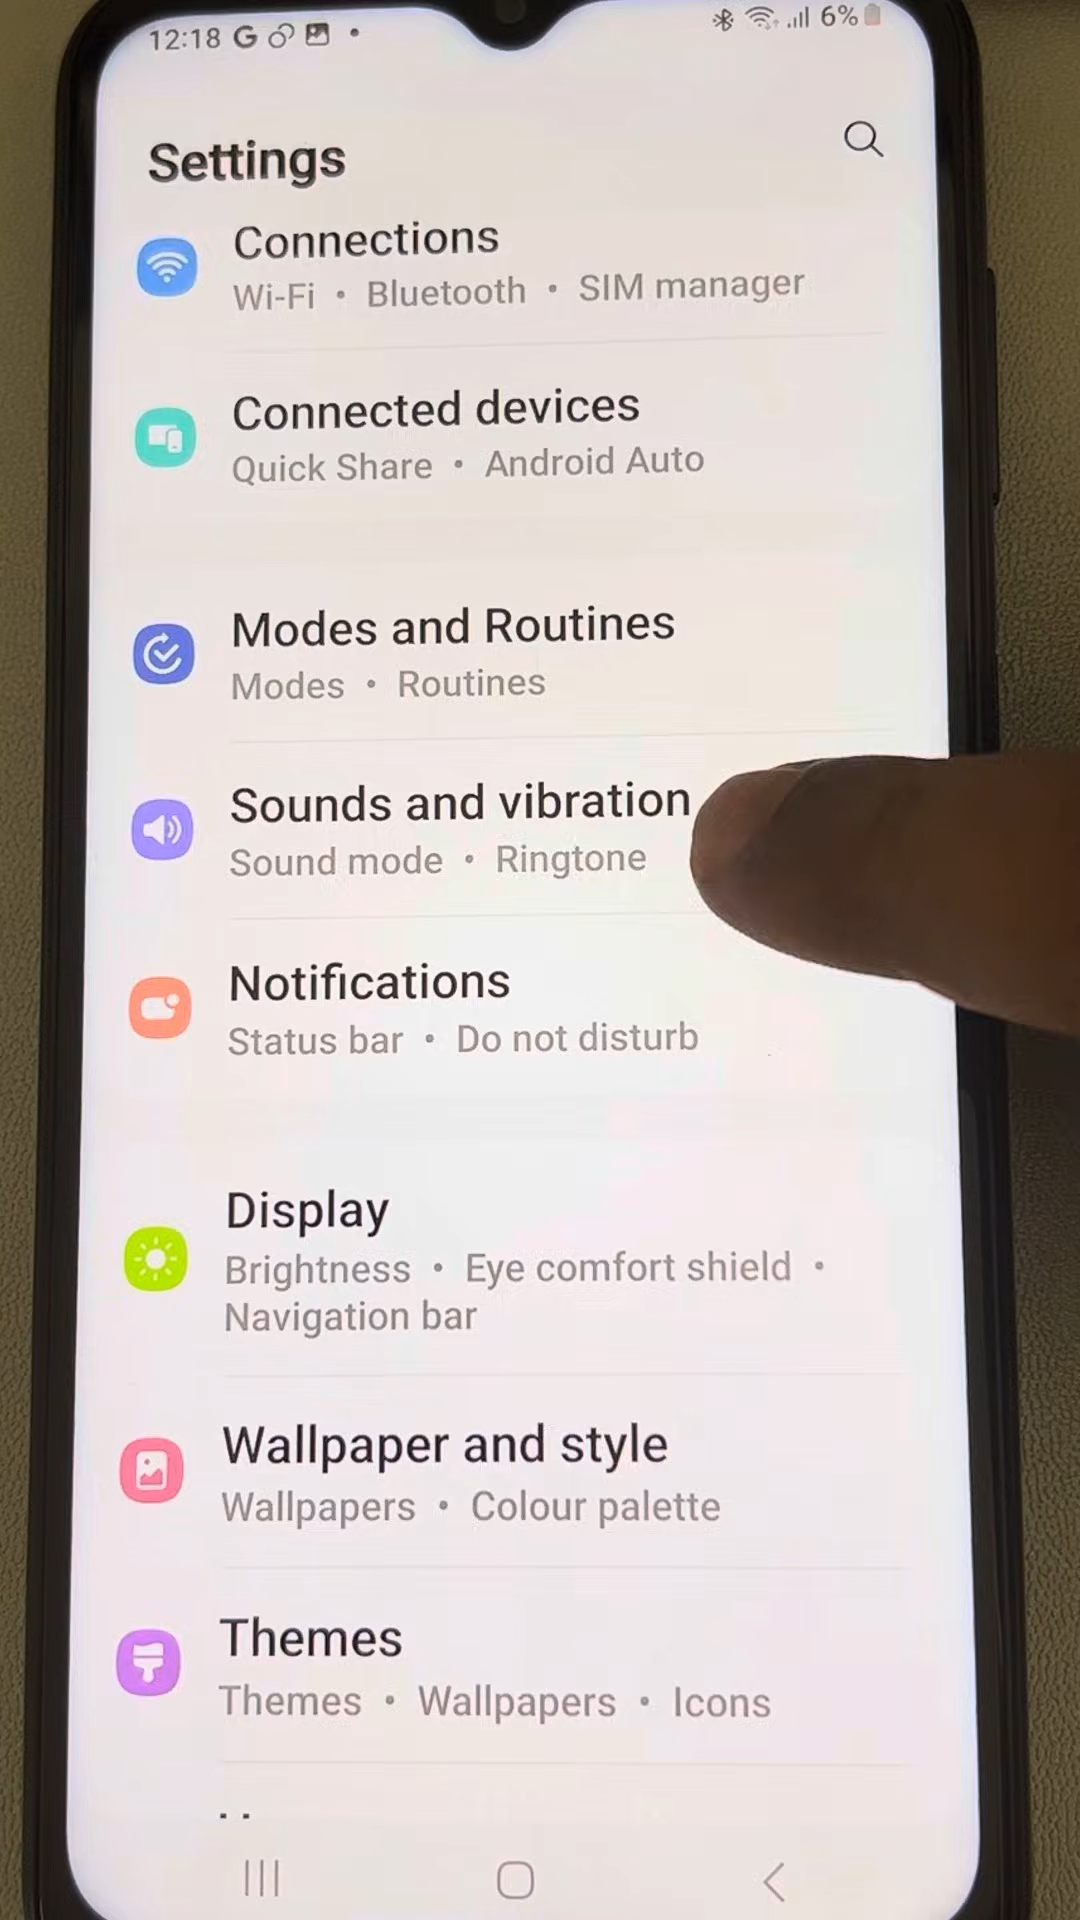 12:18 G
6%
Settings
Connections
Wi-Fi • Bluetooth • SIM manager
Connected devices
Quick Share • Android Auto
Modes and Routines
Modes • Routines
Sounds and vibration
Sound mode • Ringtone
Notifications
Status bar • Do not disturb
Display
Brightness • Eye comfort shield •
Navigation bar
Wallpaper and style
Wallpapers • Colour palette
Themes
Themes • Wallpapers • Icons